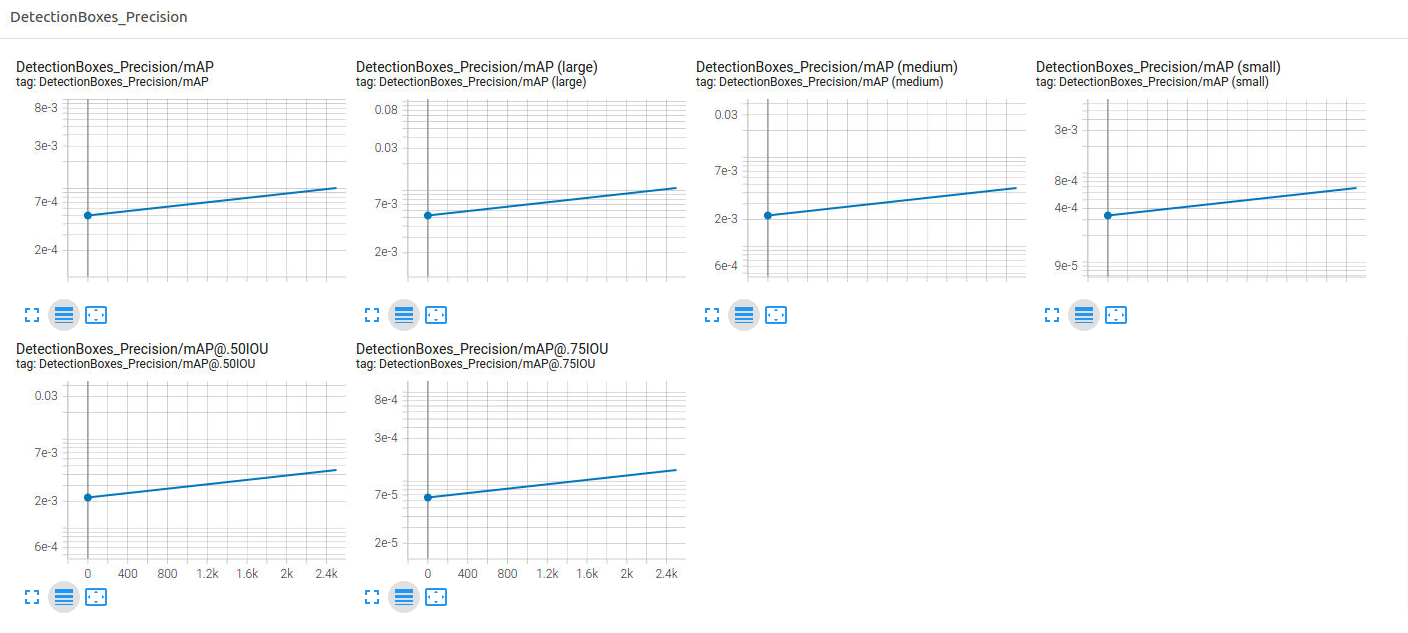 DetectionBoxes_Precision
DetectionBoxes_Precision/mAP
tag: DetectionBoxes_Precision/mAP
8e-3
3e-3
7e-4
2e-4
DetectionBoxes_Precision/mAP (large)
tag: DetectionBoxes_Precision/mAP (large)
0.08
0.03
7e-3
2e-3
DetectionBoxes_Precision/mAP (medium)
tag: DetectionBoxes_Precision/mAP (medium)
0.03
7e-3
2e-3
6e-4
DetectionBoxes_Precision/mAP (small)
tag: DetectionBoxes_Precision/mAP (small)
3e-3
8e-4
4e-4
9e-5
DetectionBoxes_Precision/mAP@.50IOU
tag: DetectionBoxes_Precision/mAP@.50IOU
0.03
7e-3
2e-3
6e-4
0 400 800 1.2k 1.6k 2k 2.4k
DetectionBoxes_Precision/mAP@.75IOU
tag: DetectionBoxes_Precision/mAP@.75IOU
8e-4
3e-4
7e-5
2e-5
0 400 800 1.2k 1.6k 2k 2.4k